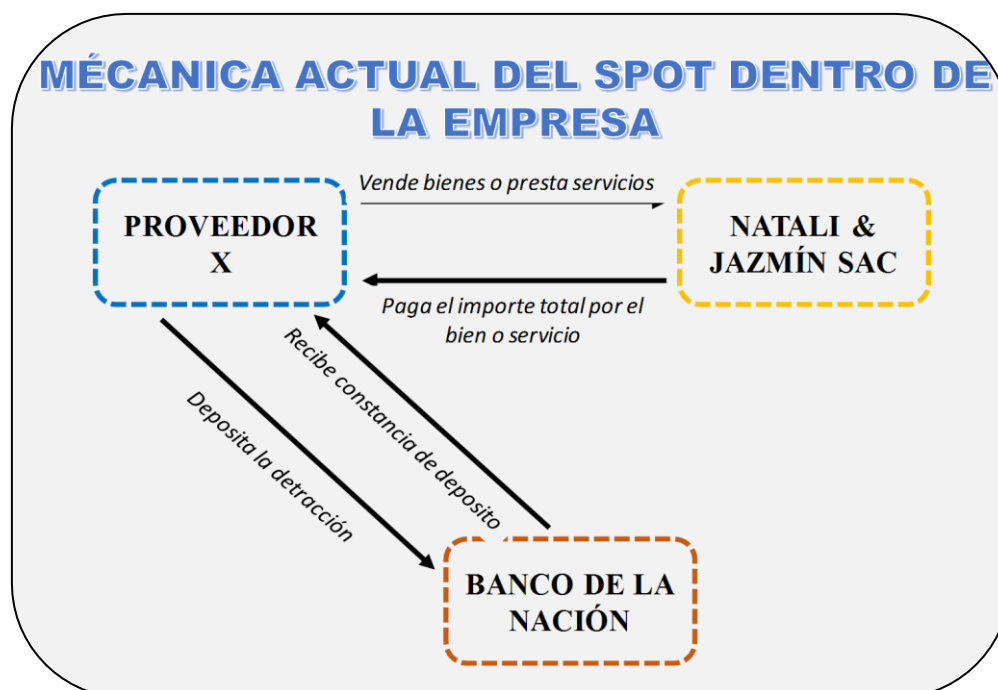 MÉCANICA ACTUAL DEL SPOT DENTRO DE
LA EMPRESA
Vende bienes o presta servicios
PROVEEDOR
X
NATALI &
JAZMÍN SAC
Paga el importe total por el
bien o servicio
Recibe constancia de deposito
Deposita la detracción
BANCO DE LA
NACIÓN